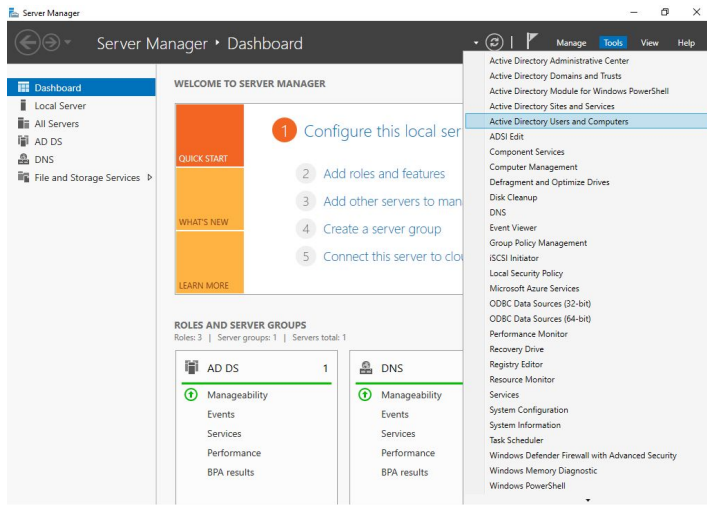 Server Manager
Server Manager • Dashboard
Manage Tools View Help
Dashboard
Local Server
All Servers
AD DS
DNS
File and Storage Services
WELCOME TO SERVER MANAGER
QUICK START
WHAT'S NEW
LEARN MORE
1 Configure this local ser
2 Add roles and features
3 Add other servers to man
4 Create a server group
5 Connect this server to clou
ROLES AND SERVER GROUPS
Roles: 3 | Server groups: 1 | Servers total: 1
AD DS 1
Manageability
Events
Services
Performance
BPA results
DNS
Manageability
Events
Services
Performance
BPA results
Active Directory Administrative Center
Active Directory Domains and Trusts
Active Directory Module for Windows PowerShell
Active Directory Sites and Services
Active Directory Users and Computers
ADSI Edit
Component Services
Computer Management
Defragment and Optimize Drives
Disk Cleanup
DNS
Event Viewer
Group Policy Management
iSCSI Initiator
Local Security Policy
Microsoft Azure Services
ODBC Data Sources (32-bit)
ODBC Data Sources (64-bit)
Performance Monitor
Recovery Drive
Registry Editor
Resource Monitor
Services
System Configuration
System Information
Task Scheduler
Windows Defender Firewall with Advanced Security
Windows Memory Diagnostic
Windows PowerShell